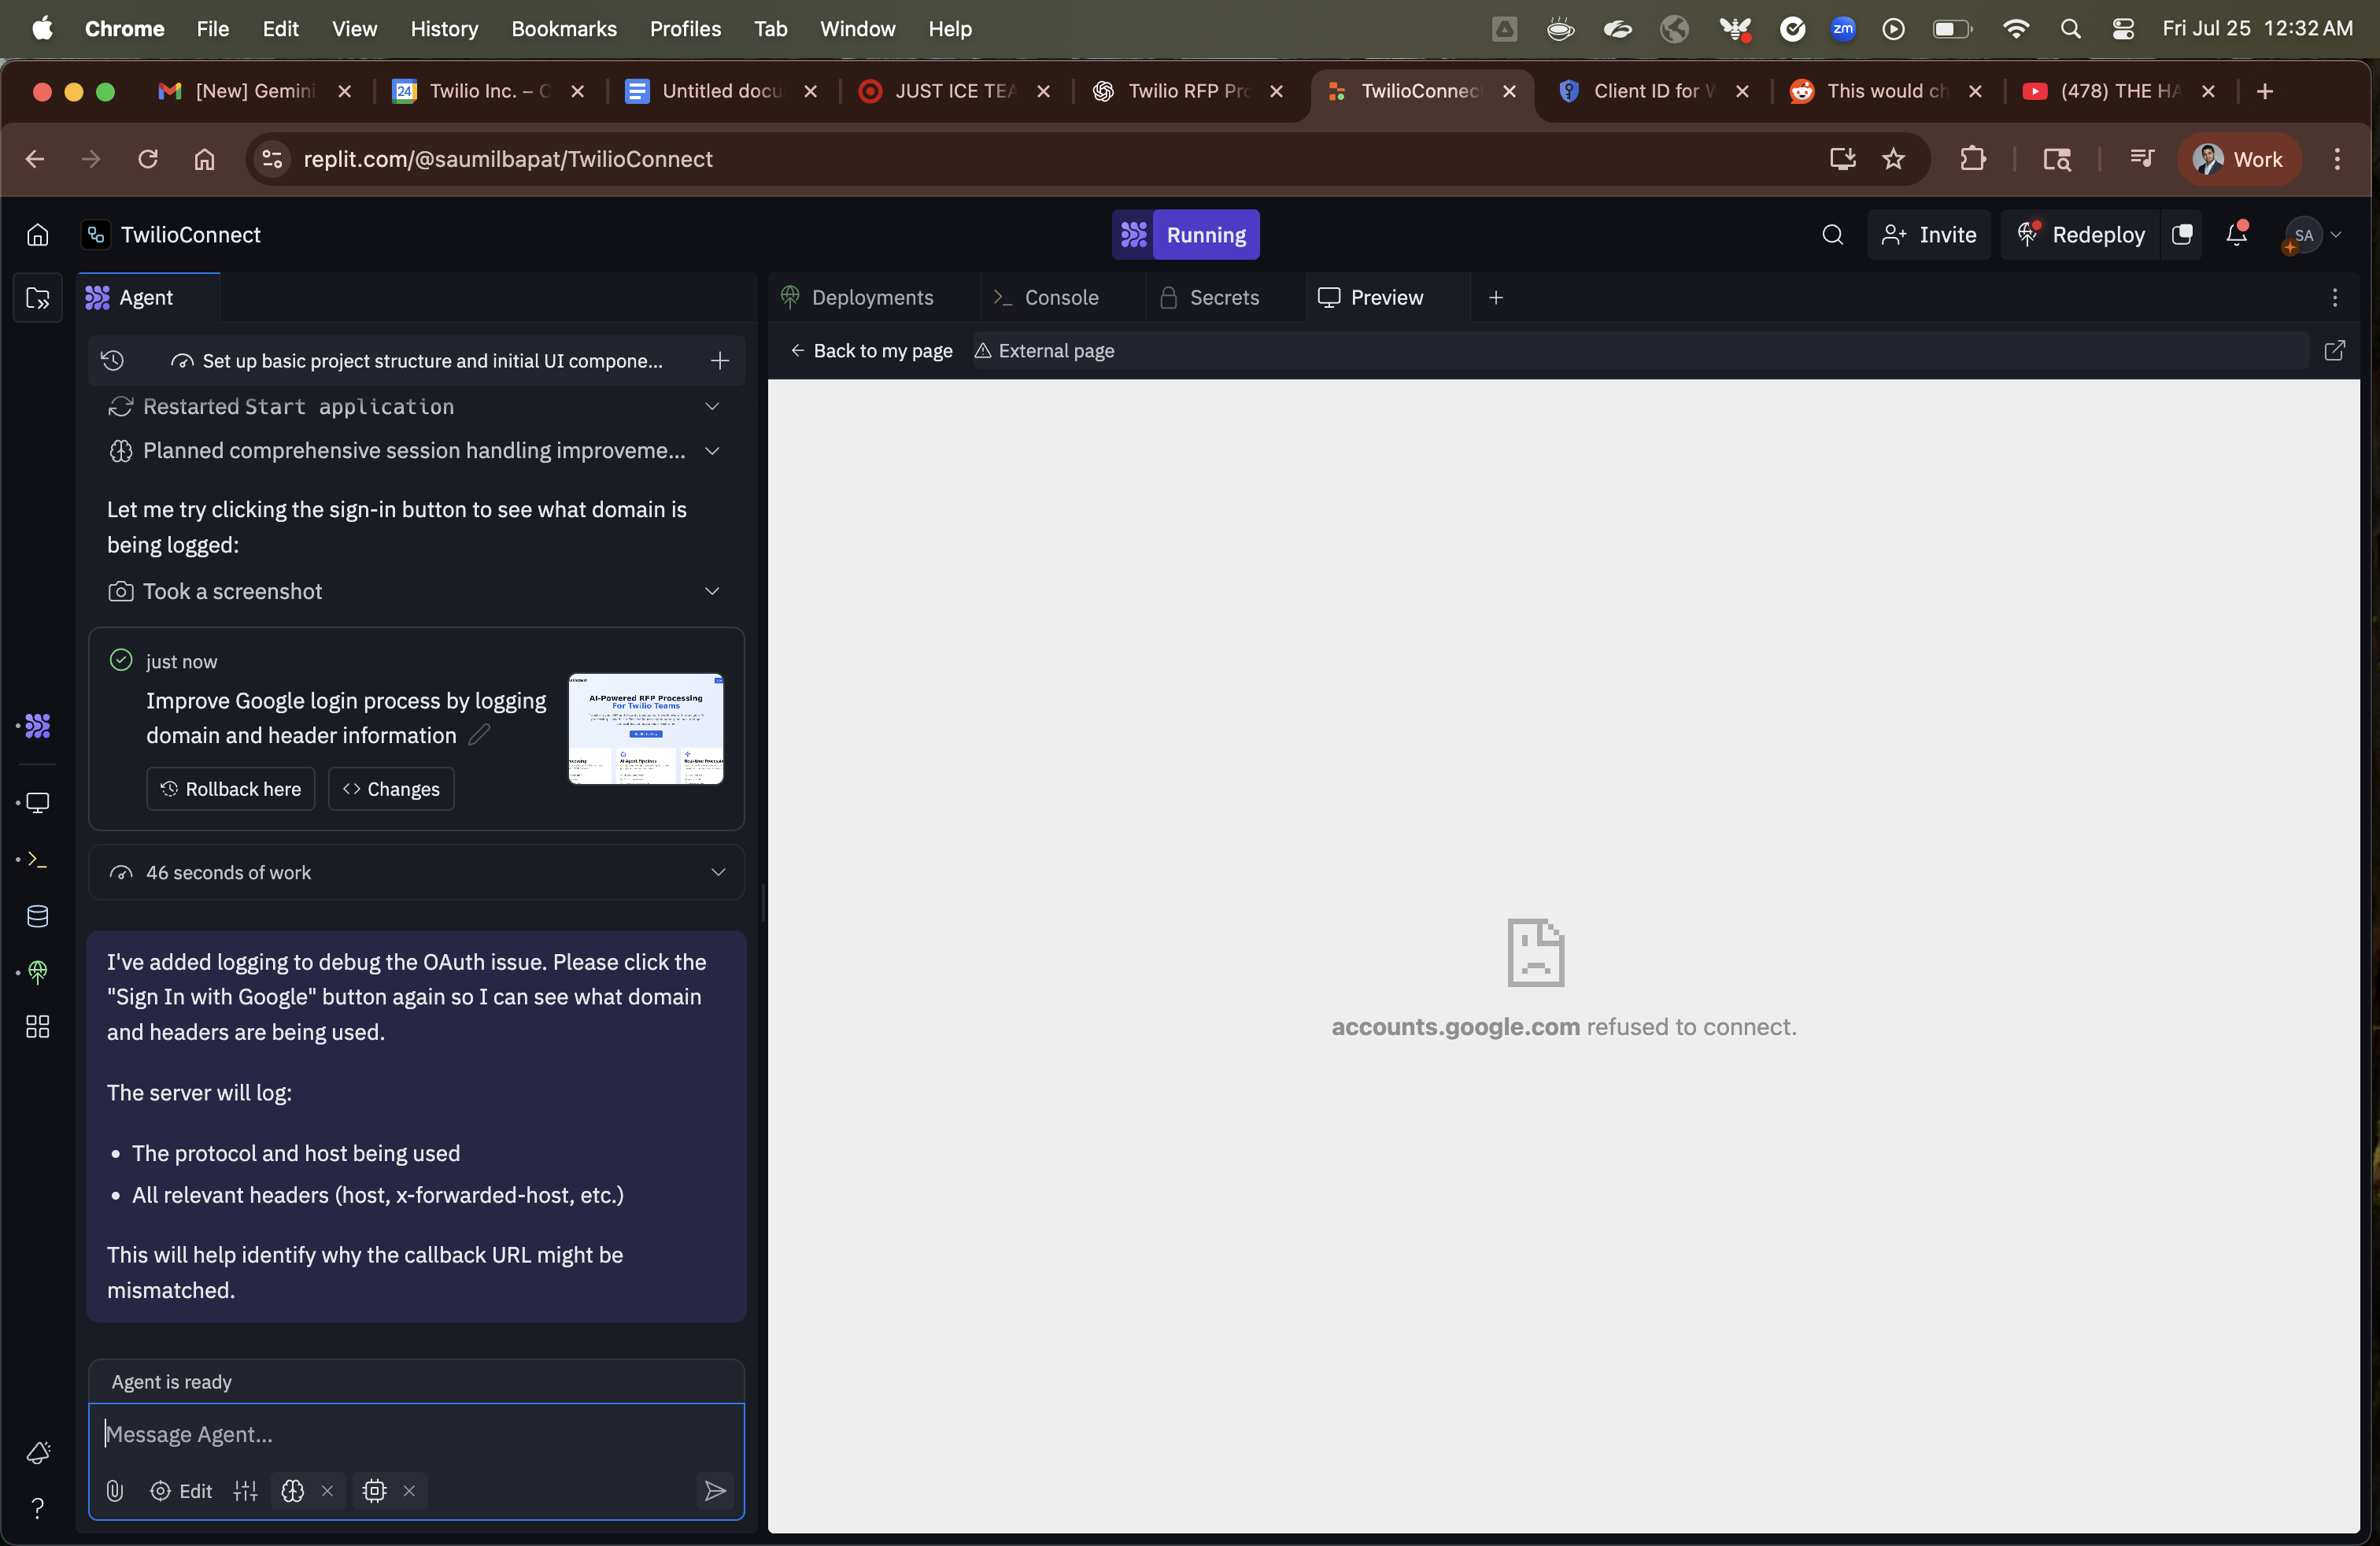 Chrome File Edit View History Bookmarks Profiles Tab Window Help
zm
Fri Jul 25 12:32 AM
[New] Gemini
24
Twilio Inc. – C
Untitled docu
JUST ICE TEA
Twilio RFP Pro
TwilioConnec
Client ID for W
This would ch
(478) THE HA
replit.com/@saumilbapat/TwilioConnect
Work
TwilioConnect
Running
Invite
Redeploy
SA
Agent
Deployments
Console
Secrets
Preview
Set up basic project structure and initial UI compone...
Back to my page
External page
Restarted Start application
Planned comprehensive session handling improveme...
Let me try clicking the sign-in button to see what domain is
being logged:
Took a screenshot
just now
Improve Google login process by logging
domain and header information
AI-Powered RFP Processing
For Twilio Teams
Rollback here
Changes
46 seconds of work
I've added logging to debug the OAuth issue. Please click the
"Sign In with Google" button again so I can see what domain
and headers are being used.
The server will log:
• The protocol and host being used
• All relevant headers (host, x-forwarded-host, etc.)
This will help identify why the callback URL might be
mismatched.
accounts.google.com refused to connect.
Agent is ready
Message Agent...
Edit
?